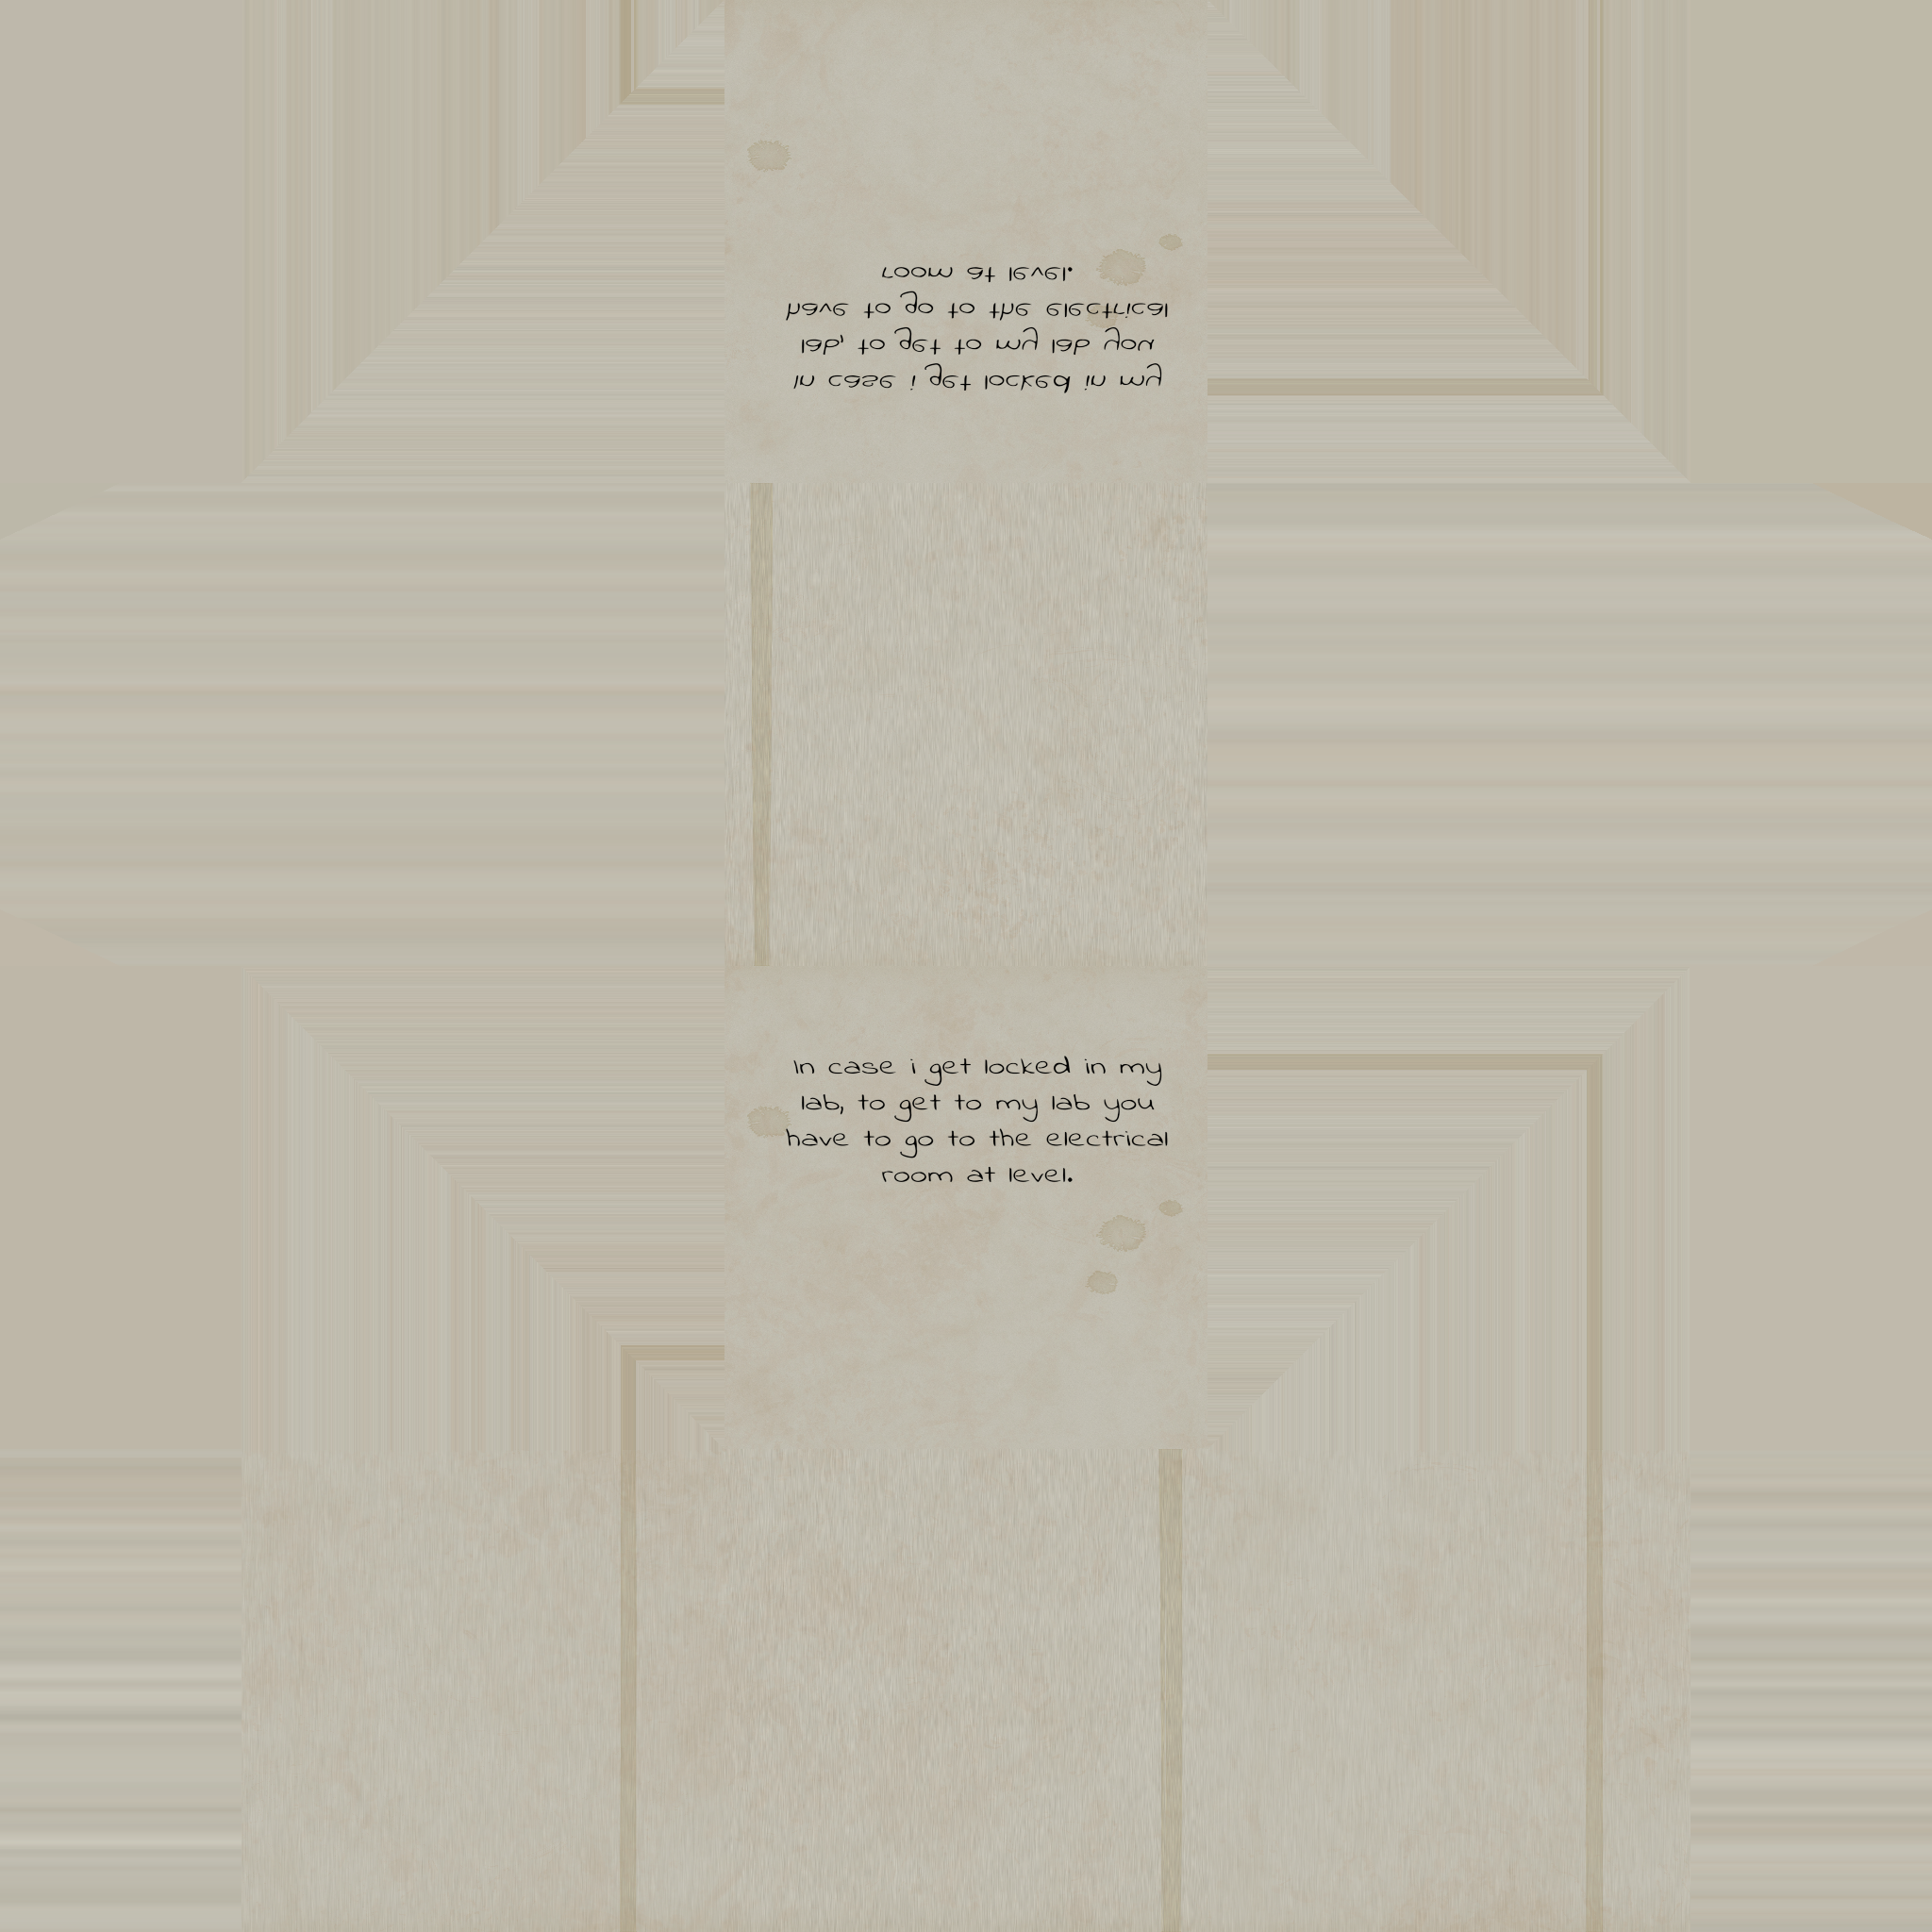 room at level.
have to go to the electrical
lab, to get to my lab you
In case i get locked in my
In case i get locked in my
lab, to get to my lab you
have to go to the electrical
room at level.